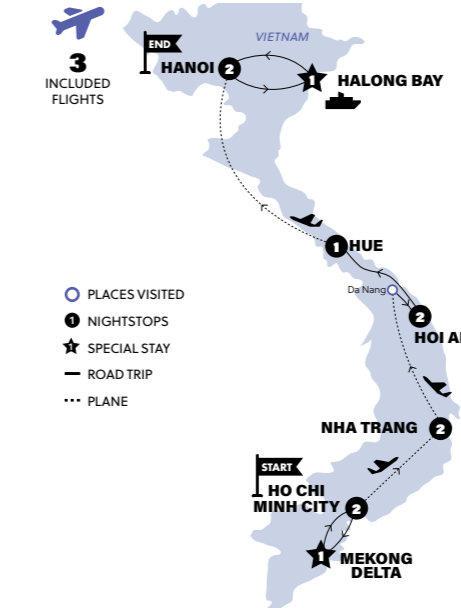 3
INCLUDED
FLIGHTS
VIETNAM
END
HANOI 2
1 HALONG BAY
1 HUE
Da Nang
2
HOI A
PLACES VISITED
1 NIGHTSTOPS
1 SPECIAL STAY
ROAD TRIP
PLANE
NHA TRANG 2
START
HO CHI
MINH CITY 2
1 MEKONG
DELTA